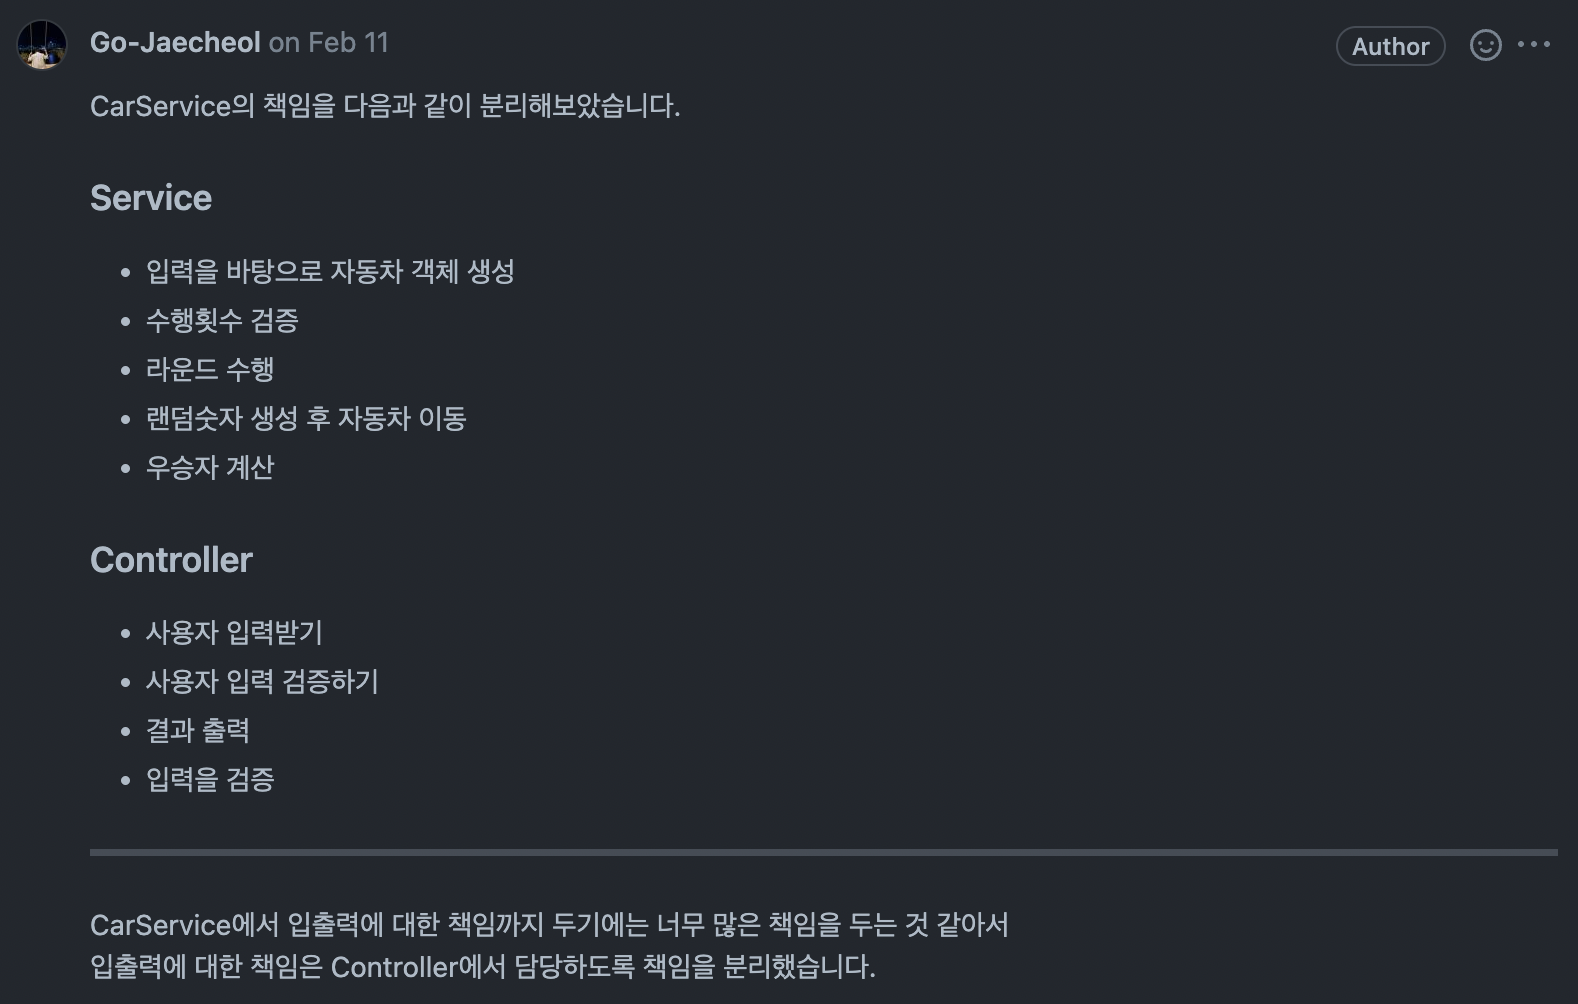 Go-Jaecheol on Feb 11
Author
CarService의 책임을 다음과 같이 분리해보았습니다.
Service
• 입력을 바탕으로 자동차 객체 생성
• 수행횟수 검증
• 라운드 수행
• 랜덤숫자 생성 후 자동차 이동
• 우승자 계산
Controller
• 사용자 입력받기
• 사용자 입력 검증하기
• 결과 출력
• 입력을 검증
CarService에서 입출력에 대한 책임까지 두기에는 너무 많은 책임을 두는 것 같아서
입출력에 대한 책임은 Controller에서 담당하도록 책임을 분리했습니다.